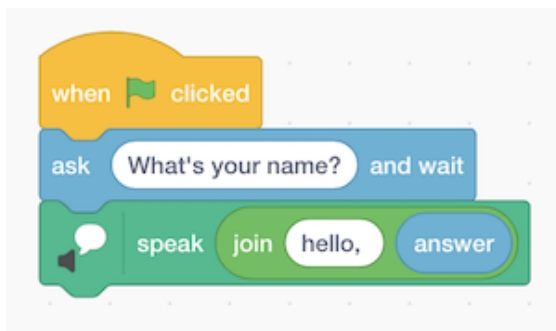 when clicked
ask What's your name? and wait
speak join hello, answer